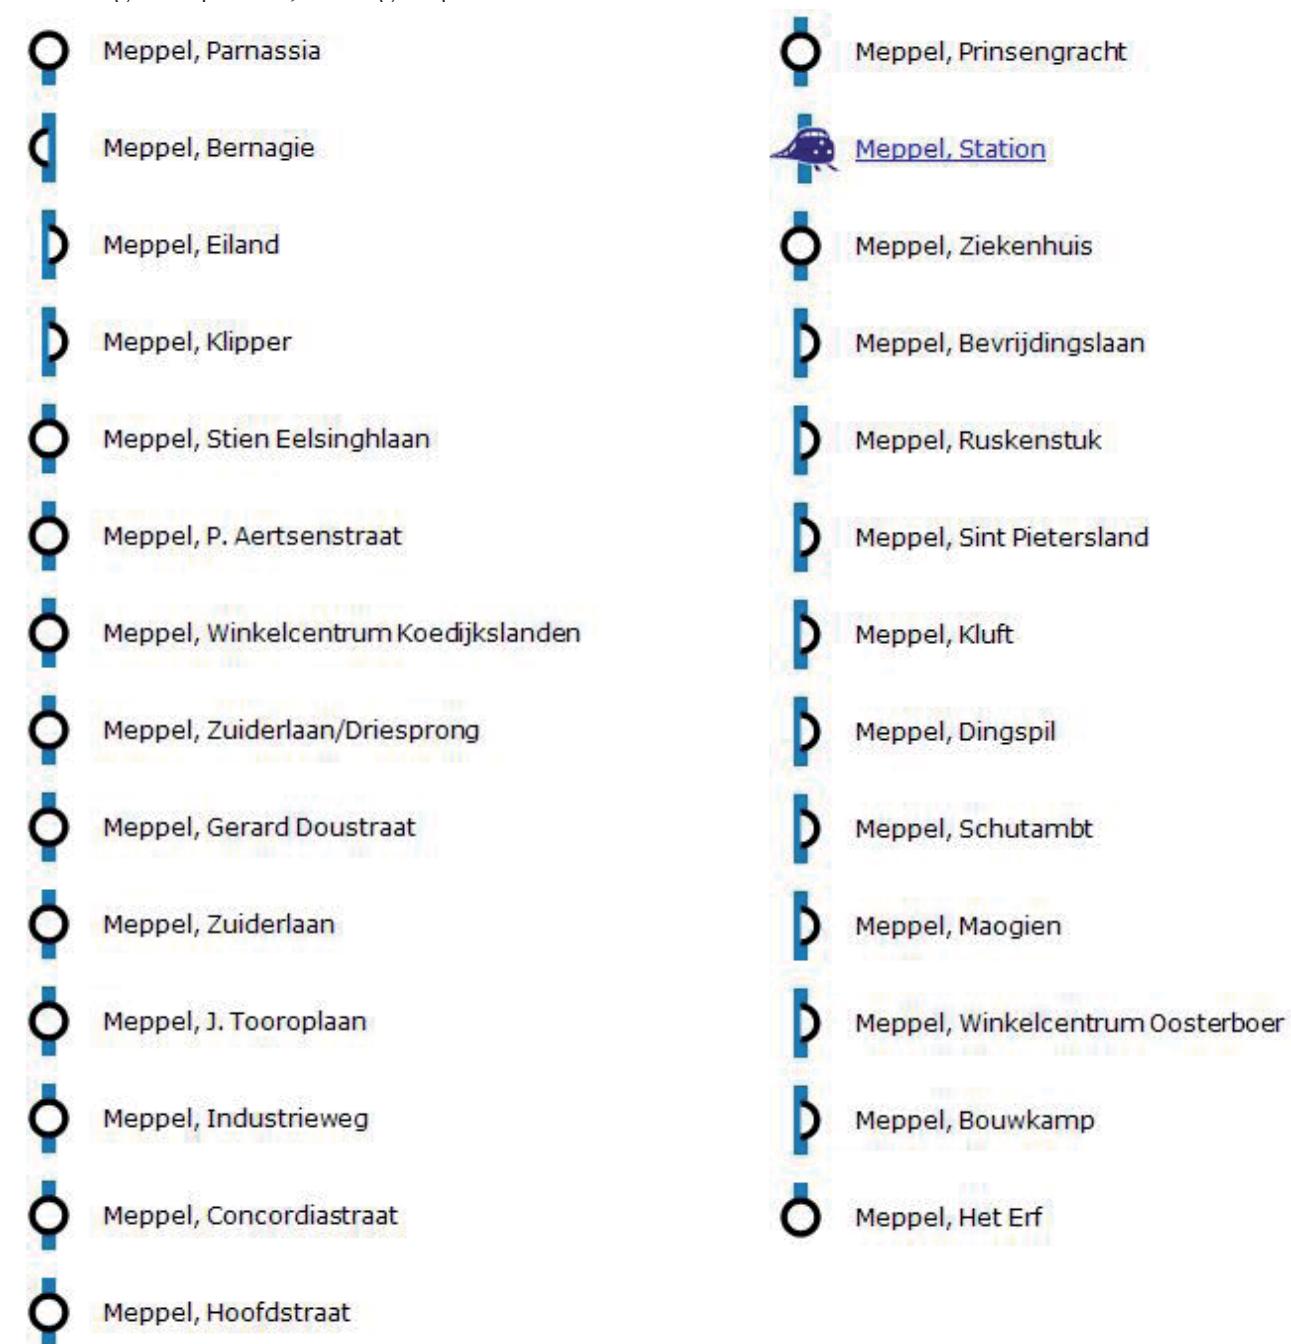 Meppel, Parnassia
Meppel, Bernagie
Meppel, Eiland
Meppel, Klipper
Meppel, Stien Eelsinghlaan
Meppel, P. Aertsenstraat
Meppel, Winkelcentrum Koedijkslanden
Meppel, Zuiderlaan/Driesprong
Meppel, Gerard Doustraat
Meppel, Zuiderlaan
Meppel, J. Tooroplaan
Meppel, Industrieweg
Meppel, Concordiastraat
Meppel, Hoofdstraat
Meppel, Prinsengracht
Meppel, Station
Meppel, Ziekenhuis
Meppel, Bevrijdingslaan
Meppel, Ruskenstuk
Meppel, Sint Pietersland
Meppel, Kluft
Meppel, Dingspil
Meppel, Schutambt
Meppel, Maogien
Meppel, Winkelcentrum Oosterboer
Meppel, Bouwkamp
Meppel, Het Erf